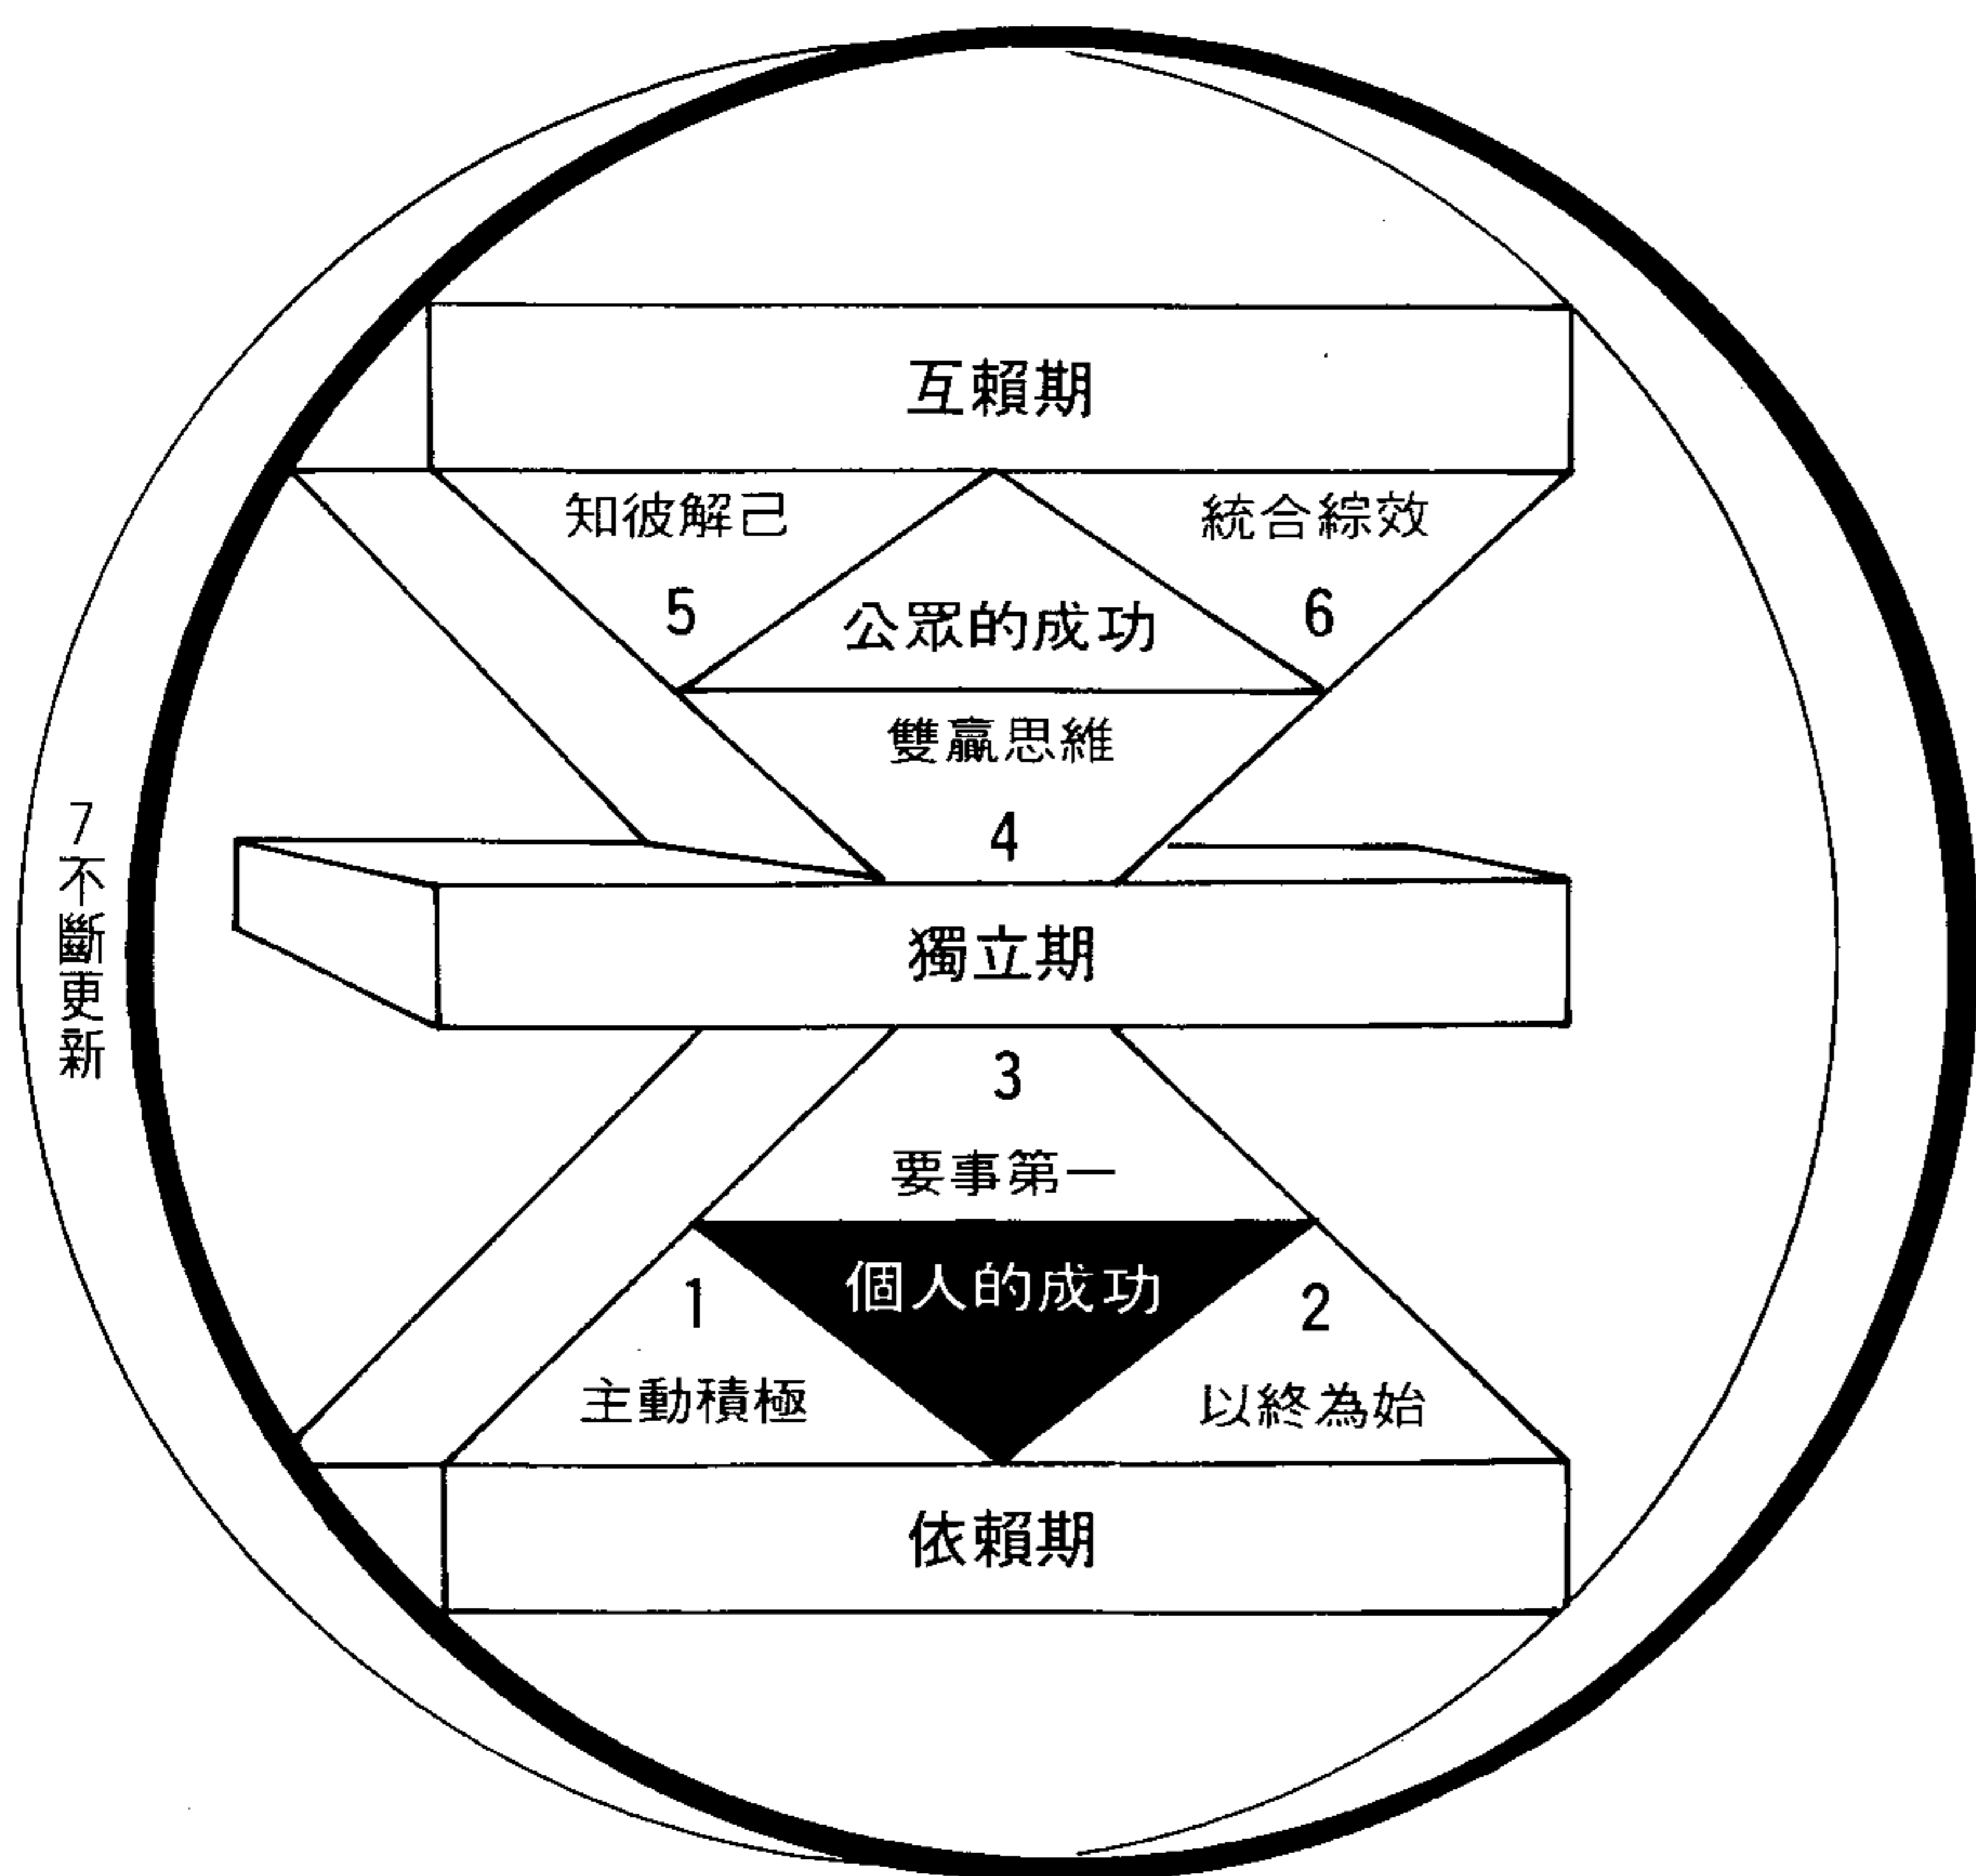 互賴期
知彼解己
統合綜效
5
公眾的成功
6
雙贏思維
4
7不斷更新
獨立期
3
要事第一
1
個人的成功
2
主動積極
以終為始
依賴期